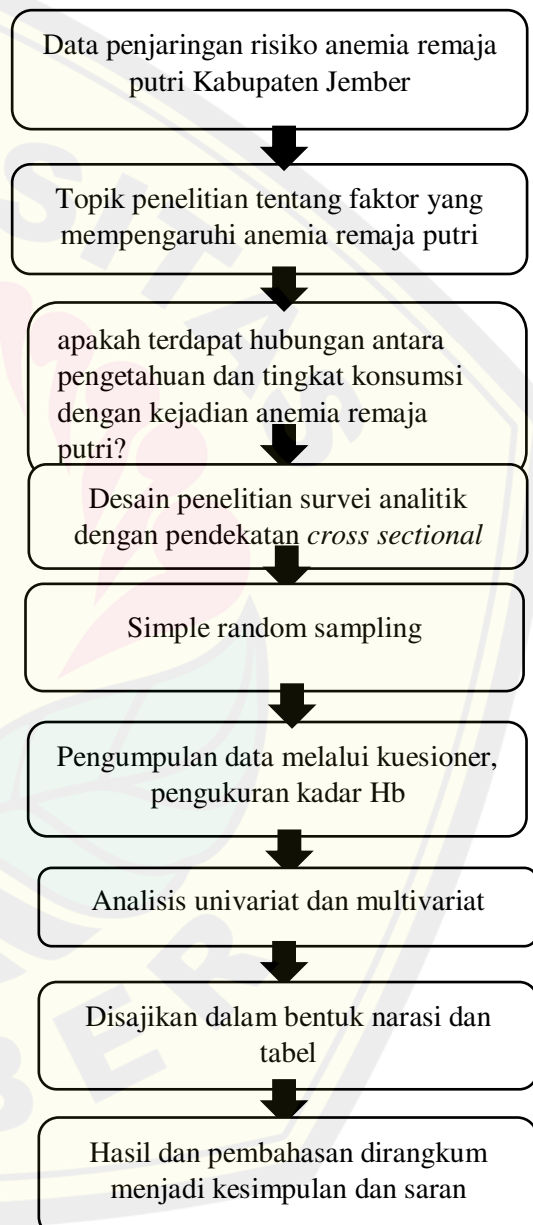 Data penjaringan risiko anemia remaja
putri Kabupaten Jember
Topik penelitian tentang faktor yang
mempengaruhi anemia remaja putri
apakah terdapat hubungan antara
pengetahuan dan tingkat konsumsi
dengan kejadian anemia remaja
putri?
Desain penelitian survei analitik
dengan pendekatan cross sectional
Simple random sampling
Pengumpulan data melalui kuesioner,
pengukuran kadar Hb
Analisis univariat dan multivariat
Disajikan dalam bentuk narasi dan
tabel
Hasil dan pembahasan dirangkum
menjadi kesimpulan dan saran